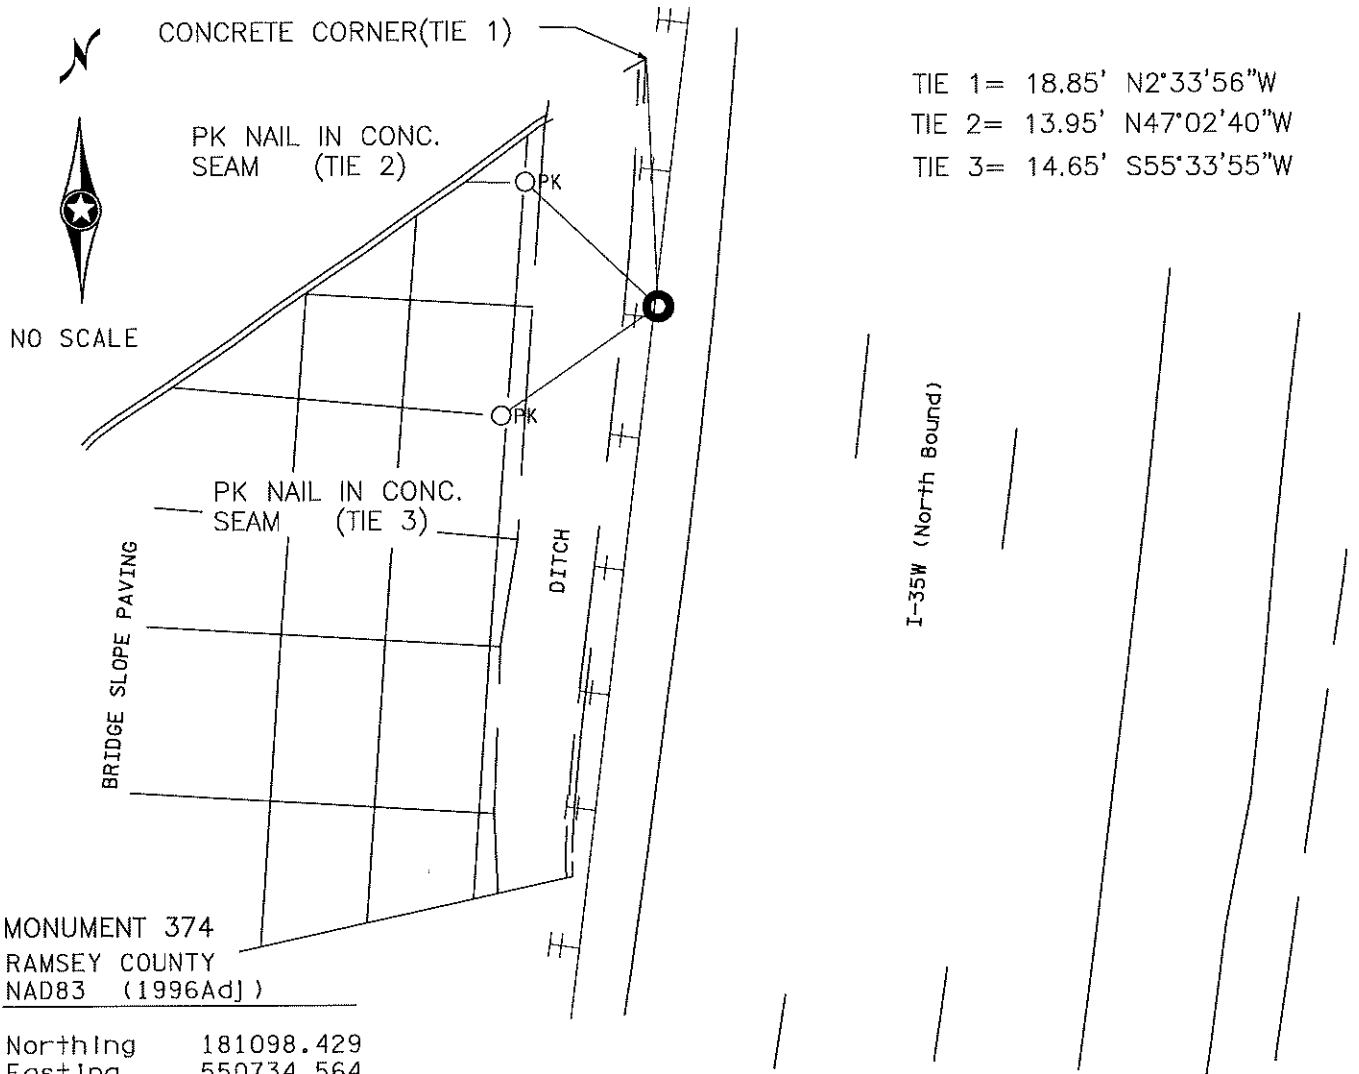 N
CONCRETE CORNER(TIE 1)
TIE 1= 18.85' N2°33'56"W
TIE 2= 13.95' N47°02'40"W
TIE 3= 14.65' S55°33'55"W
PK NAIL IN CONC.
SEAM (TIE 2)
PK
NO SCALE
PK
PK NAIL IN CONC.
SEAM (TIE 3)
DITCH
I-35W (North Bound)
BRIDGE SLOPE PAVING
MONUMENT 374
RAMSEY COUNTY
NAD83 (1996Adj)
Northing 181098.429
Easting 550734.564